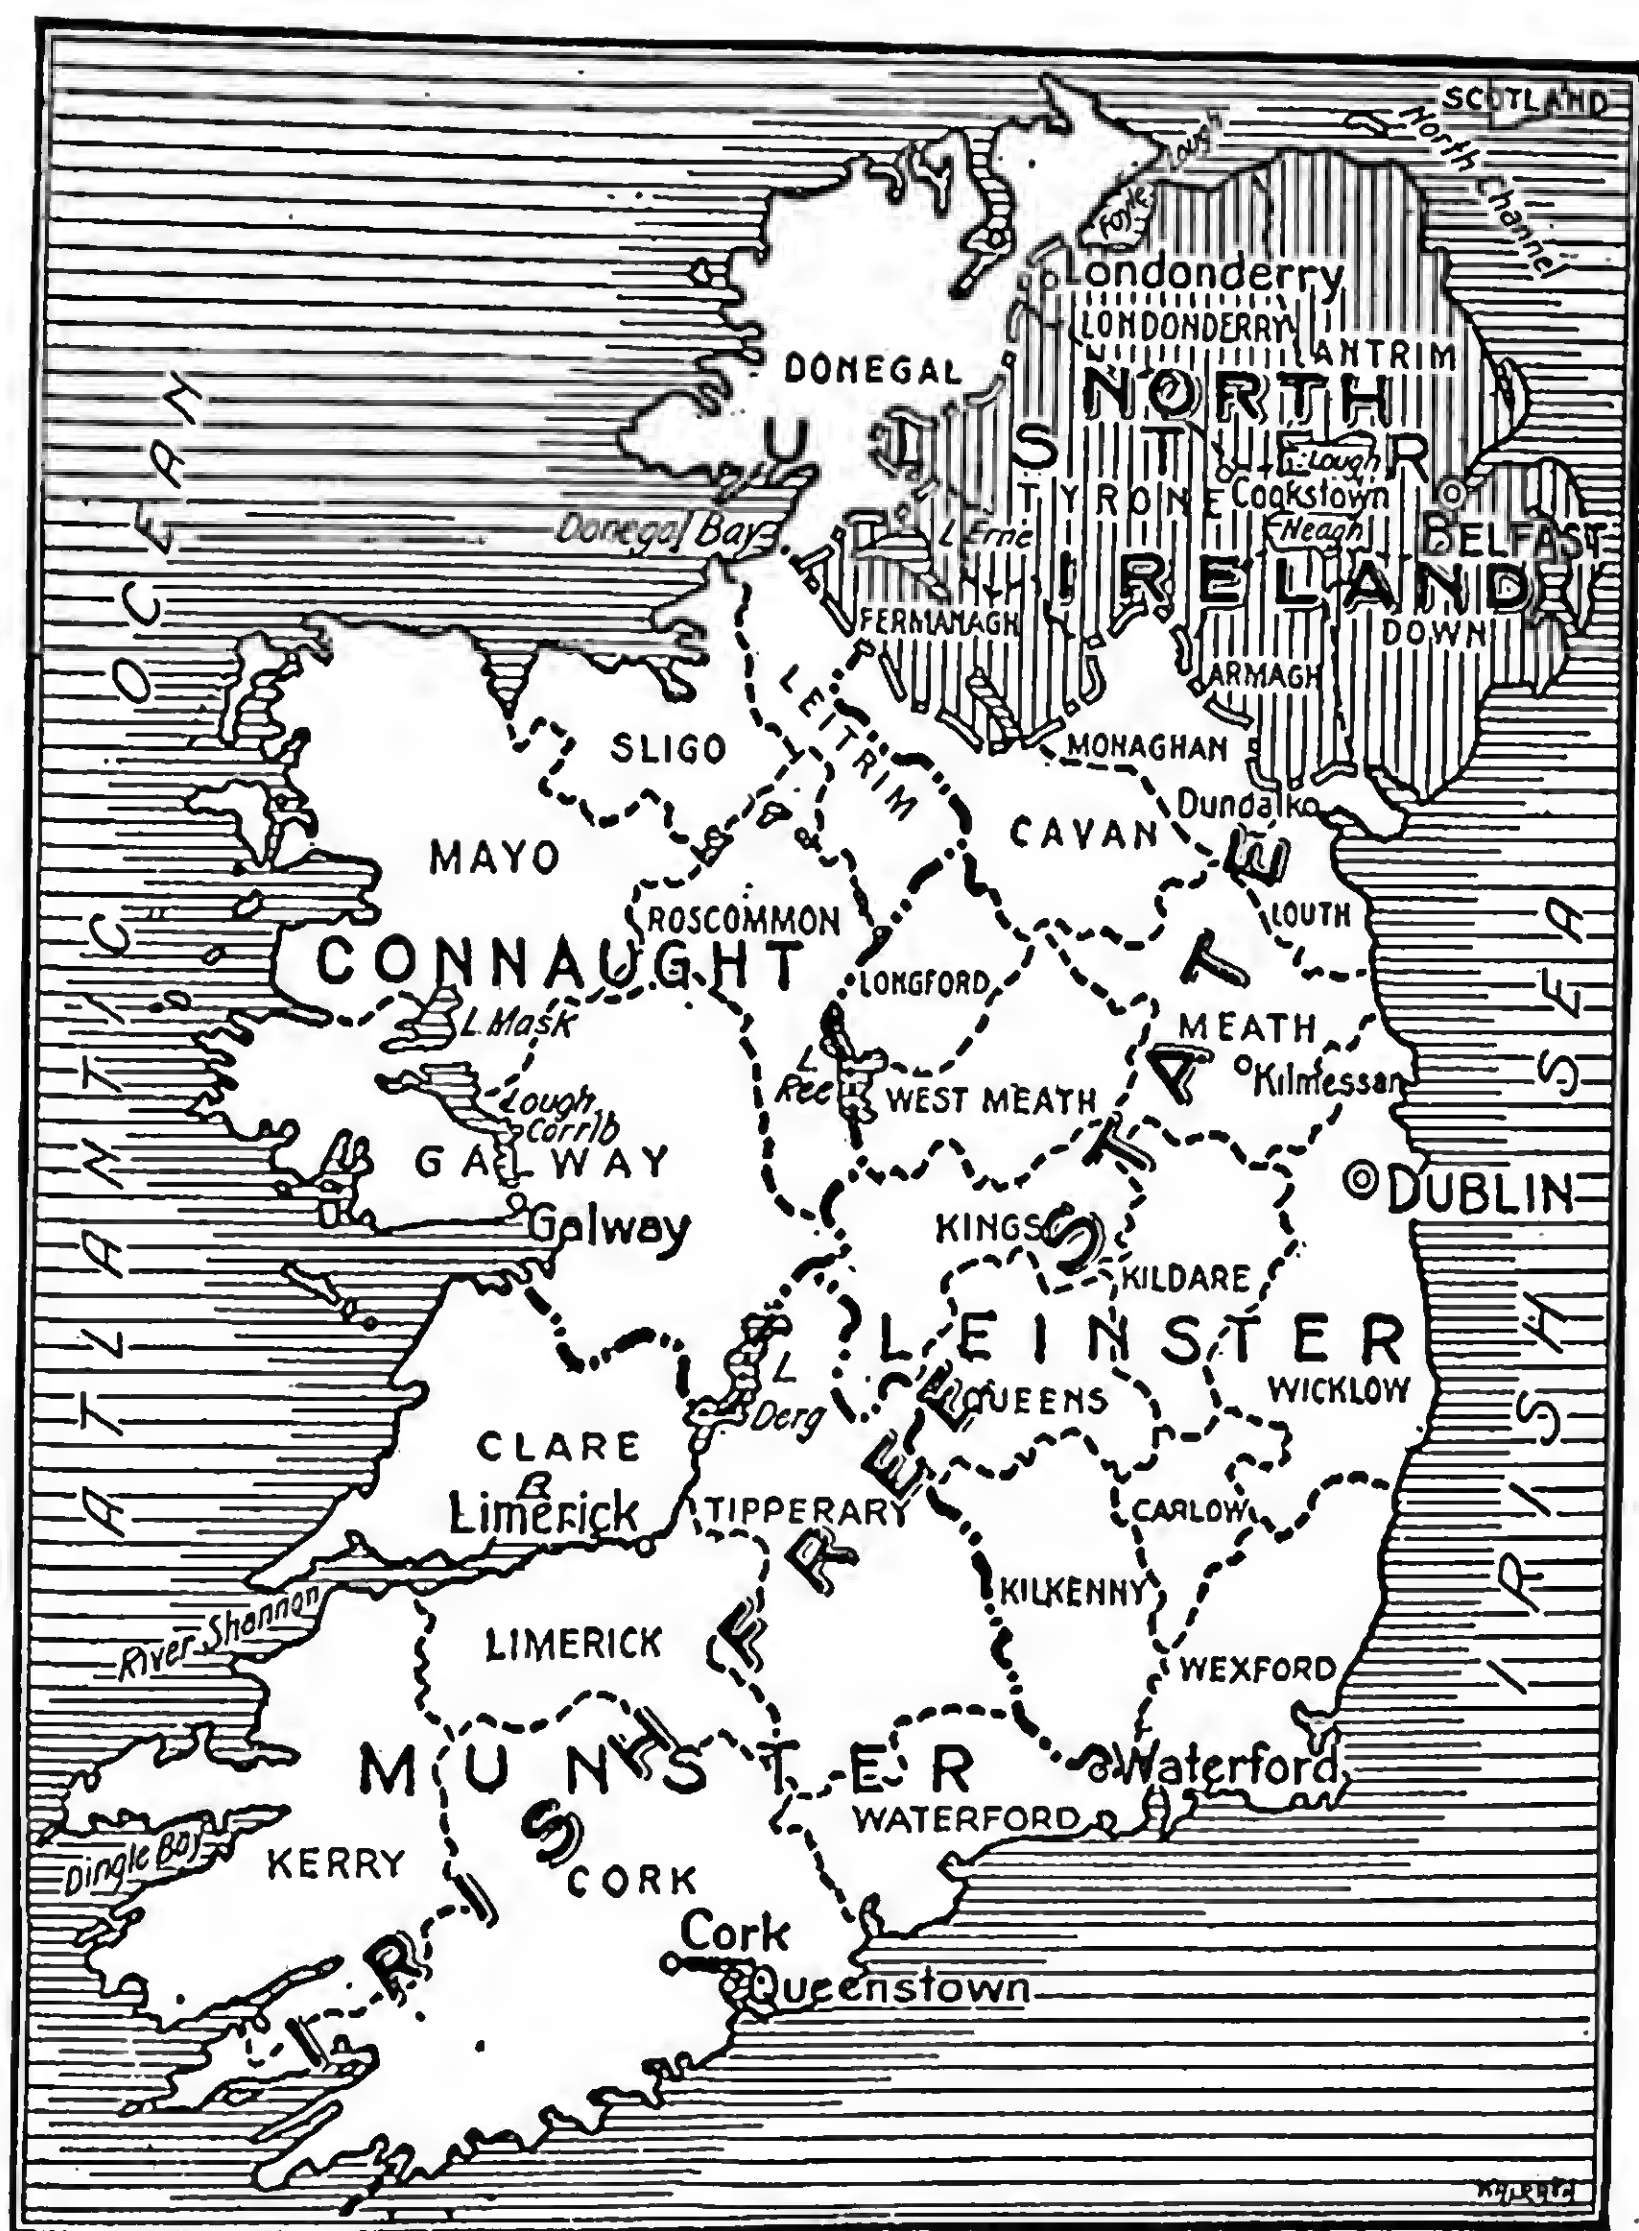 SCOTLAND
North Channel
Lough
Foyle
Londonderry
LONDONDERRY
ANTRIM
DONEGAL
NORTH
ULSTER
Lough
TYRONE
Cookstown
Donegal Bay
L Erne
Neagh
BELFAST
IRELAND
FERMANAGH
DOWN
ARMAGH
LEITRIM
SLIGO
MONAGHAN
Dundalk
MAYO
CAVAN
ROSCOMMON
LOUTH
CONNAUGHT
LONGFORD
L. Mask
MEATH
Kilmessan
L
Ree
WEST MEATH
Lough
Corrib
GALWAY
DUBLIN
Galway
KINGS
KILDARE
LEINSTER
L
Derg
QUEENS
WICKLOW
CLARE
R
Limerick
TIPPERARY
CARLOW
KILKENNY
River Shannon
LIMERICK
WEXFORD
MUNSTER
Waterford
WATERFORD
Dingle Bay
KERRY
CORK
Cork
Queenstown
IRISH FREE STATE
ATLANTIC OCEAN
IRISH SEA